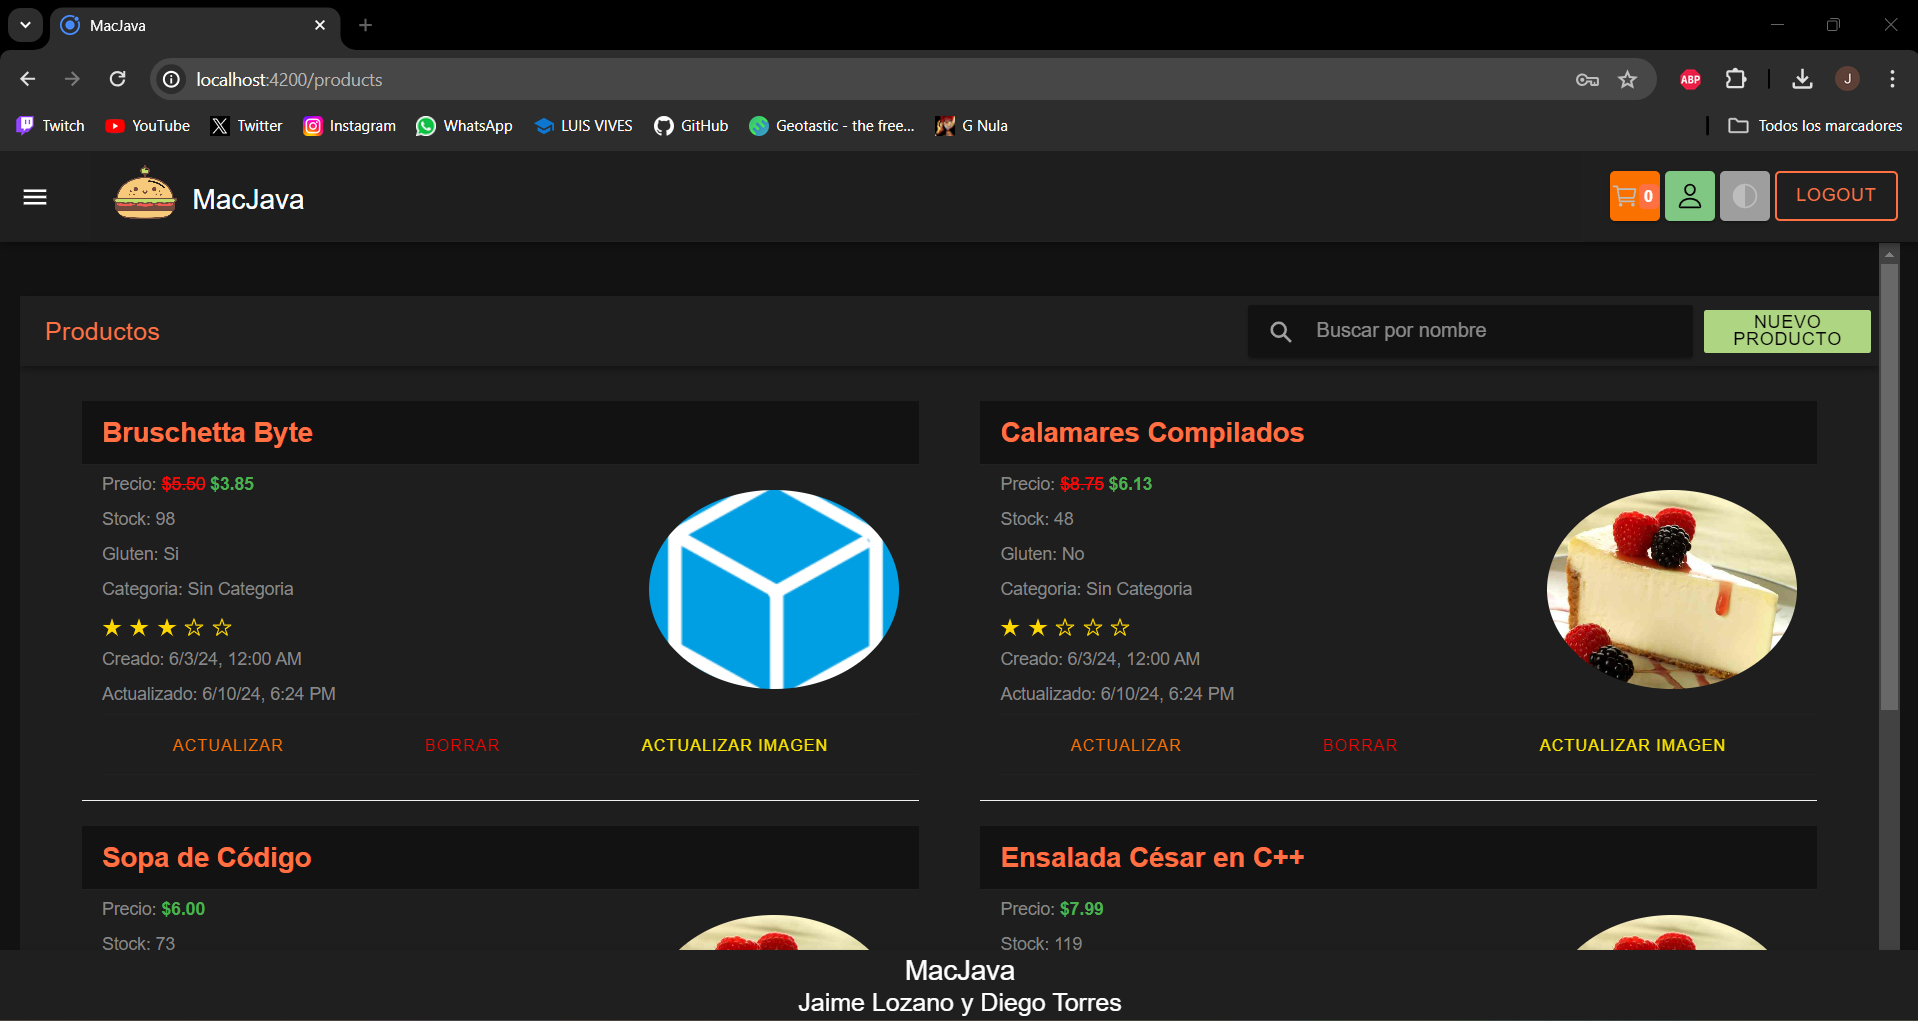 MacJava
localhost:4200/products
ABP
J
Twitch
YouTube
Twitter
Instagram
WhatsApp
LUIS VIVES
GitHub
Geotastic - the free...
G Nula
Todos los marcadores
MacJava
0
LOGOUT
Productos
Buscar por nombre
NUEVO
PRODUCTO
Bruschetta Byte
Precio: $5.50 $3.85
Stock: 98
Gluten: Si
Categoria: Sin Categoria
Creado: 6/3/24, 12:00 AM
Actualizado: 6/10/24, 6:24 PM
ACTUALIZAR
BORRAR
ACTUALIZAR IMAGEN
Calamares Compilados
Precio: $8.75 $6.13
Stock: 48
Gluten: No
Categoria: Sin Categoria
Creado: 6/3/24, 12:00 AM
Actualizado: 6/10/24, 6:24 PM
ACTUALIZAR
BORRAR
ACTUALIZAR IMAGEN
Sopa de Código
Precio: $6.00
Stock: 73
Ensalada César en C++
Precio: $7.99
Stock: 119
MacJava
Jaime Lozano y Diego Torres